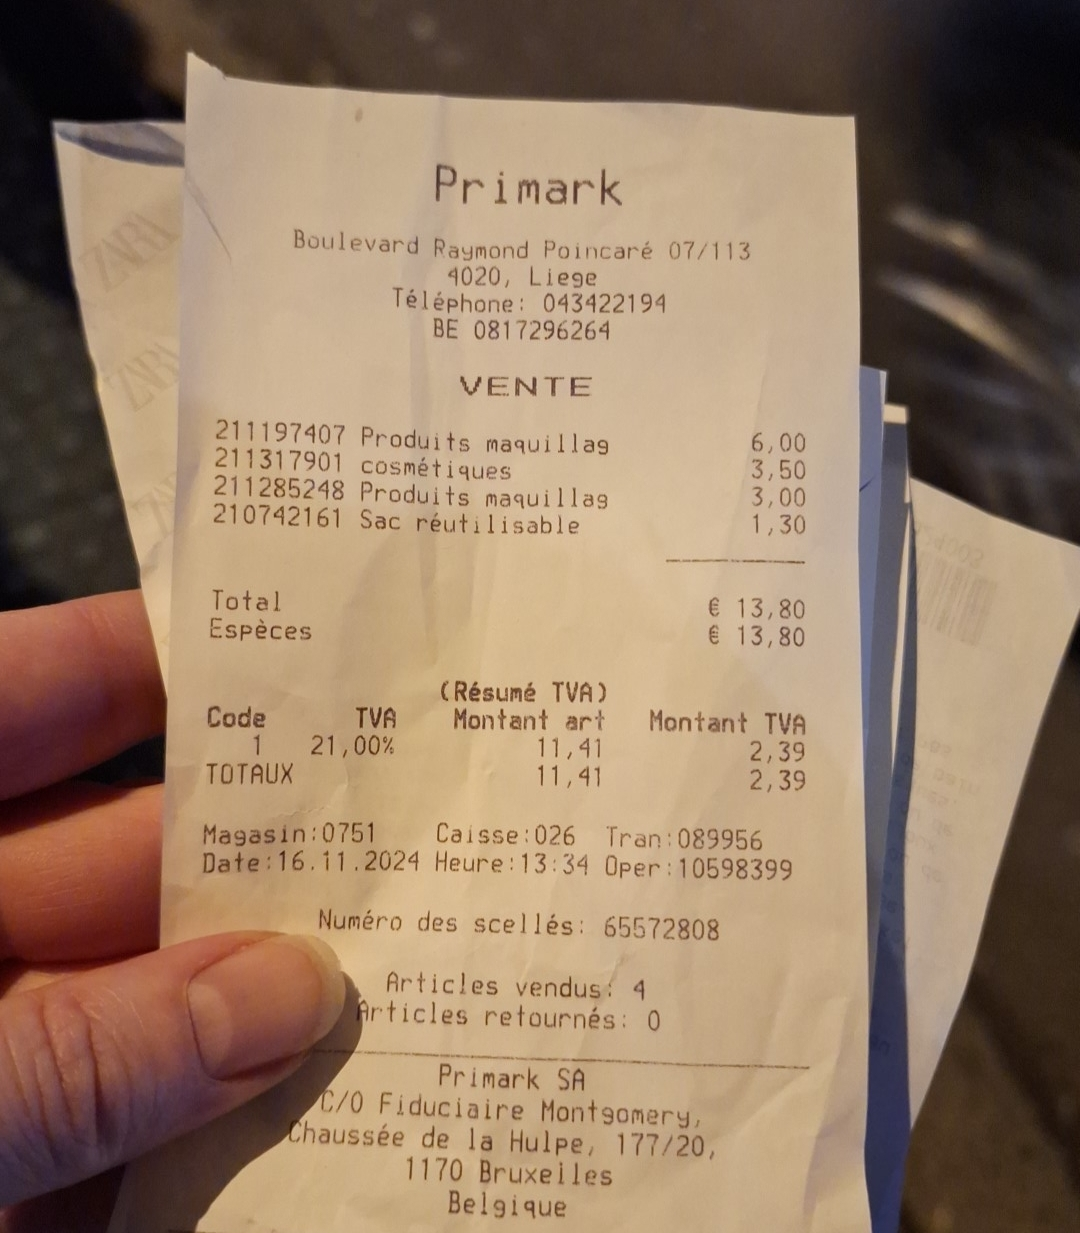 Primark
Boulevard Raymond Poincaré 07/113
4020, Liege
Téléphone: 043422194
BE 0817296264
VENTE
211197407 Produits maquillag 6,00
211317901 cosmétiques 3,50
211285248 Produits maquillag 3,00
210742161 Sac réutilisable 1,30
Total € 13,80
Espèces € 13,80
(Résumé TVA)
Code TVA Montant art Montant TVA
1 21,00% 11,41 2,39
TOTAUX 11,41 2,39
Magasin:0751 Caisse:026 Tran:089956
Date:16.11.2024 Heure:13:34 Oper:10598399
Numéro des scellés: 65572808
Articles vendus: 4
Articles retournés: 0
Primark SA
C/O Fiduciaire Montgomery,
Chaussée de la Hulpe, 177/20,
1170 Bruxelles
Belgique
ZARA
ZARA